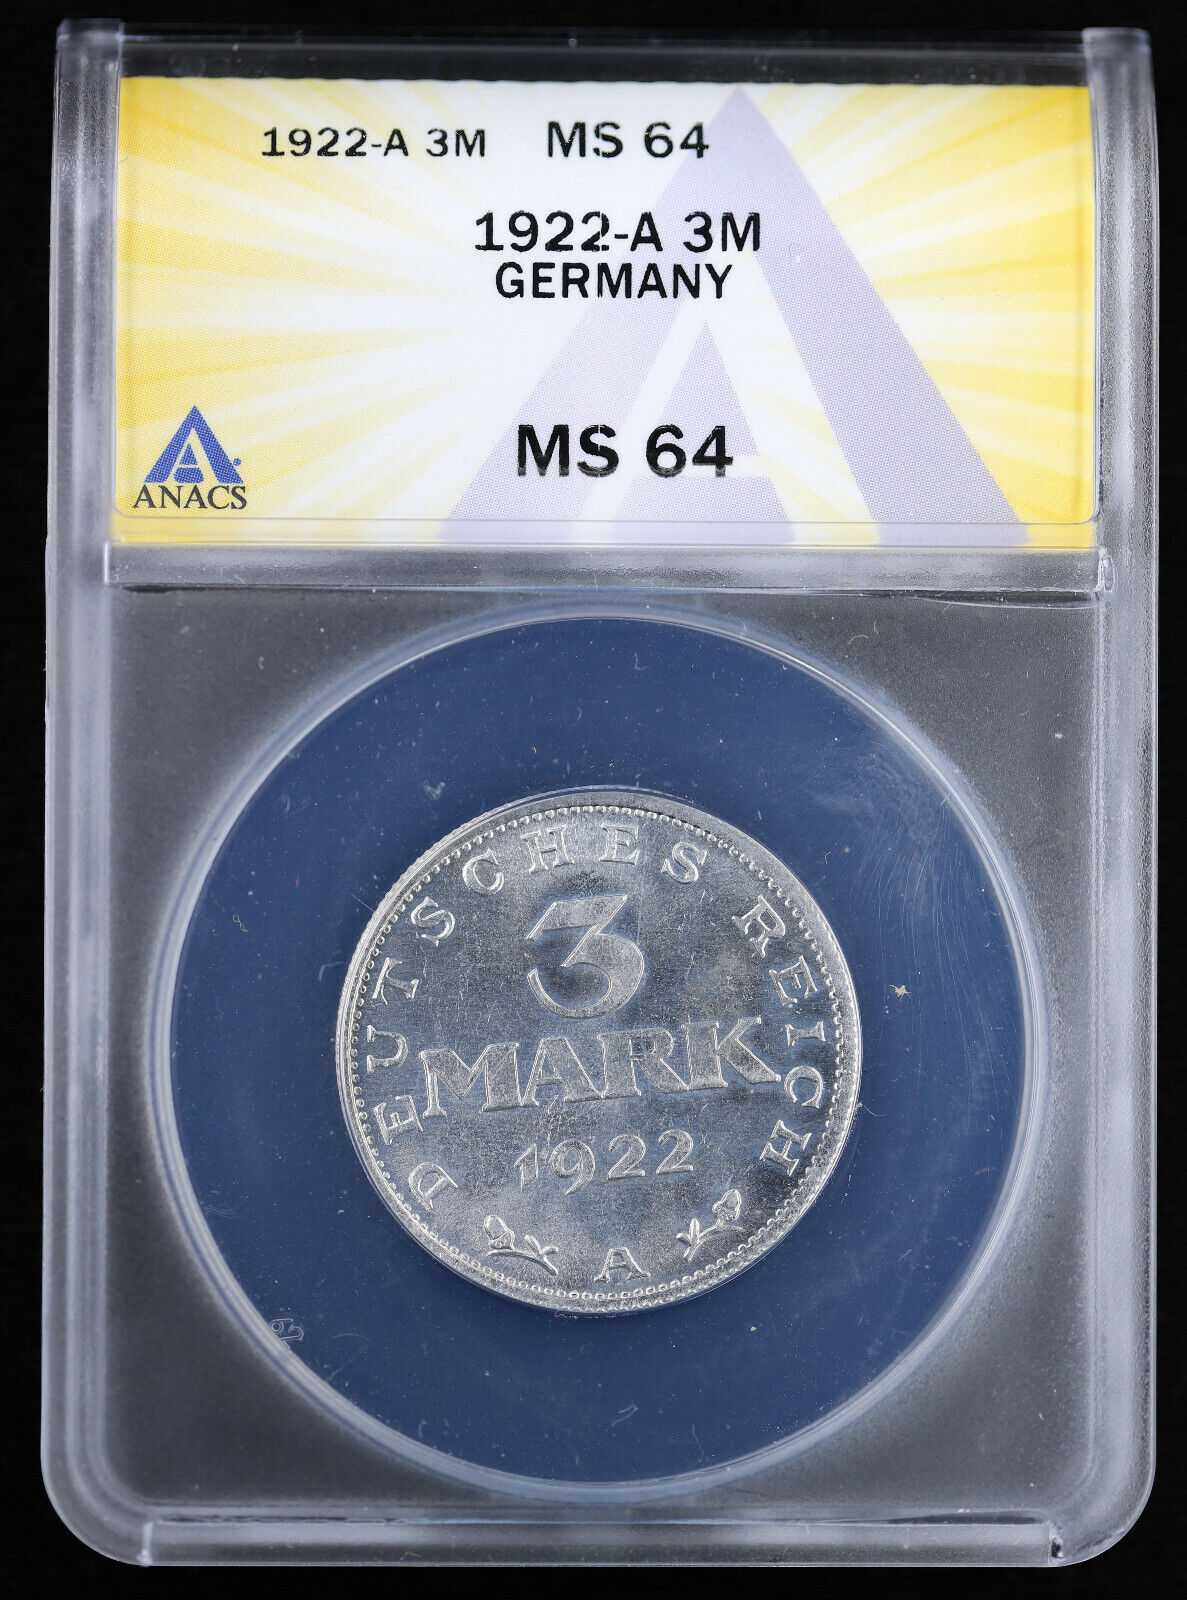 1922-A 3M MS 64
1922-A 3M
GERMANY
MS 64
ANACS
DEUTSCHES REICH
3
MARK
1922
A